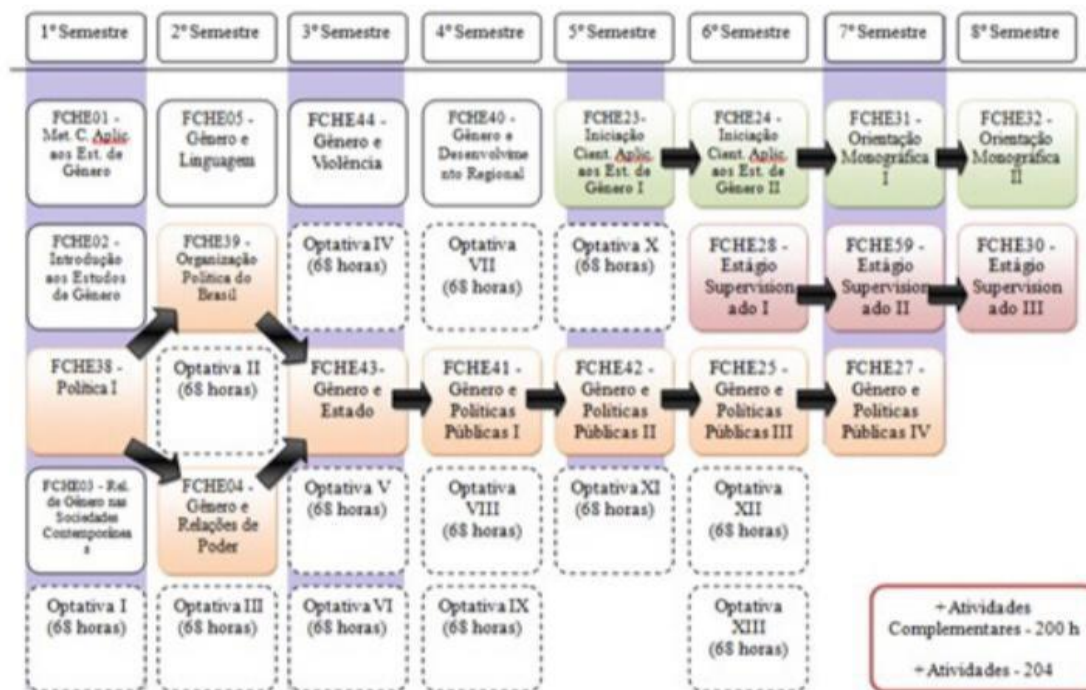 1º Semestre
2º Semestre
3º Semestre
4º Semestre
5º Semestre
6º Semestre
7º Semestre
8º Semestre
FCHE01 -
Met. C. Aplic.
aos Est. de
Gênero
FCHE05 -
Gênero e
Linguagem
FCHE44 -
Gênero e
Violência
FCHE40 -
Gênero e
Desenvolvime
nto Regional
FCHE23-
Iniciação
Cient. Aplic.
aos Est. de
Gênero I
FCHE24 -
Iniciação
Cient. Aplic.
aos Est. de
Gênero II
FCHE31 -
Orientação
Monográfica
I
FCHE32 -
Orientação
Monográfica
II
FCHE02 -
Introdução
aos Estudos
de Gênero
FCHE39 -
Organização
Política do
Brasil
Optativa IV
(68 horas)
Optativa
VII
(68 horas)
Optativa X
(68 horas)
FCHE28 -
Estágio
Supervision
ado I
FCHE59 -
Estágio
Supervision
ado II
FCHE30 -
Estágio
Supervision
ado III
FCHE38 -
Política I
Optativa II
(68 horas)
FCHE43-
Gênero e
Estado
FCHE41 -
Gênero e
Políticas
Públicas I
FCHE42 -
Gênero e
Políticas
Públicas II
FCHE25 -
Gênero e
Políticas
Públicas III
FCHE27 -
Gênero e
Políticas
Públicas IV
FCHE03 - Rel.
de Gênero nas
Sociedades
Contemporânea
s
FCHE04 -
Gênero e
Relações de
Poder
Optativa V
(68 horas)
Optativa
VIII
(68 horas)
Optativa XI
(68 horas)
Optativa
XII
(68 horas)
Optativa I
(68 horas)
Optativa III
(68 horas)
Optativa VI
(68 horas)
Optativa IX
(68 horas)
Optativa
XIII
(68 horas)
+ Atividades
Complementares - 200 h
+ Atividades - 204